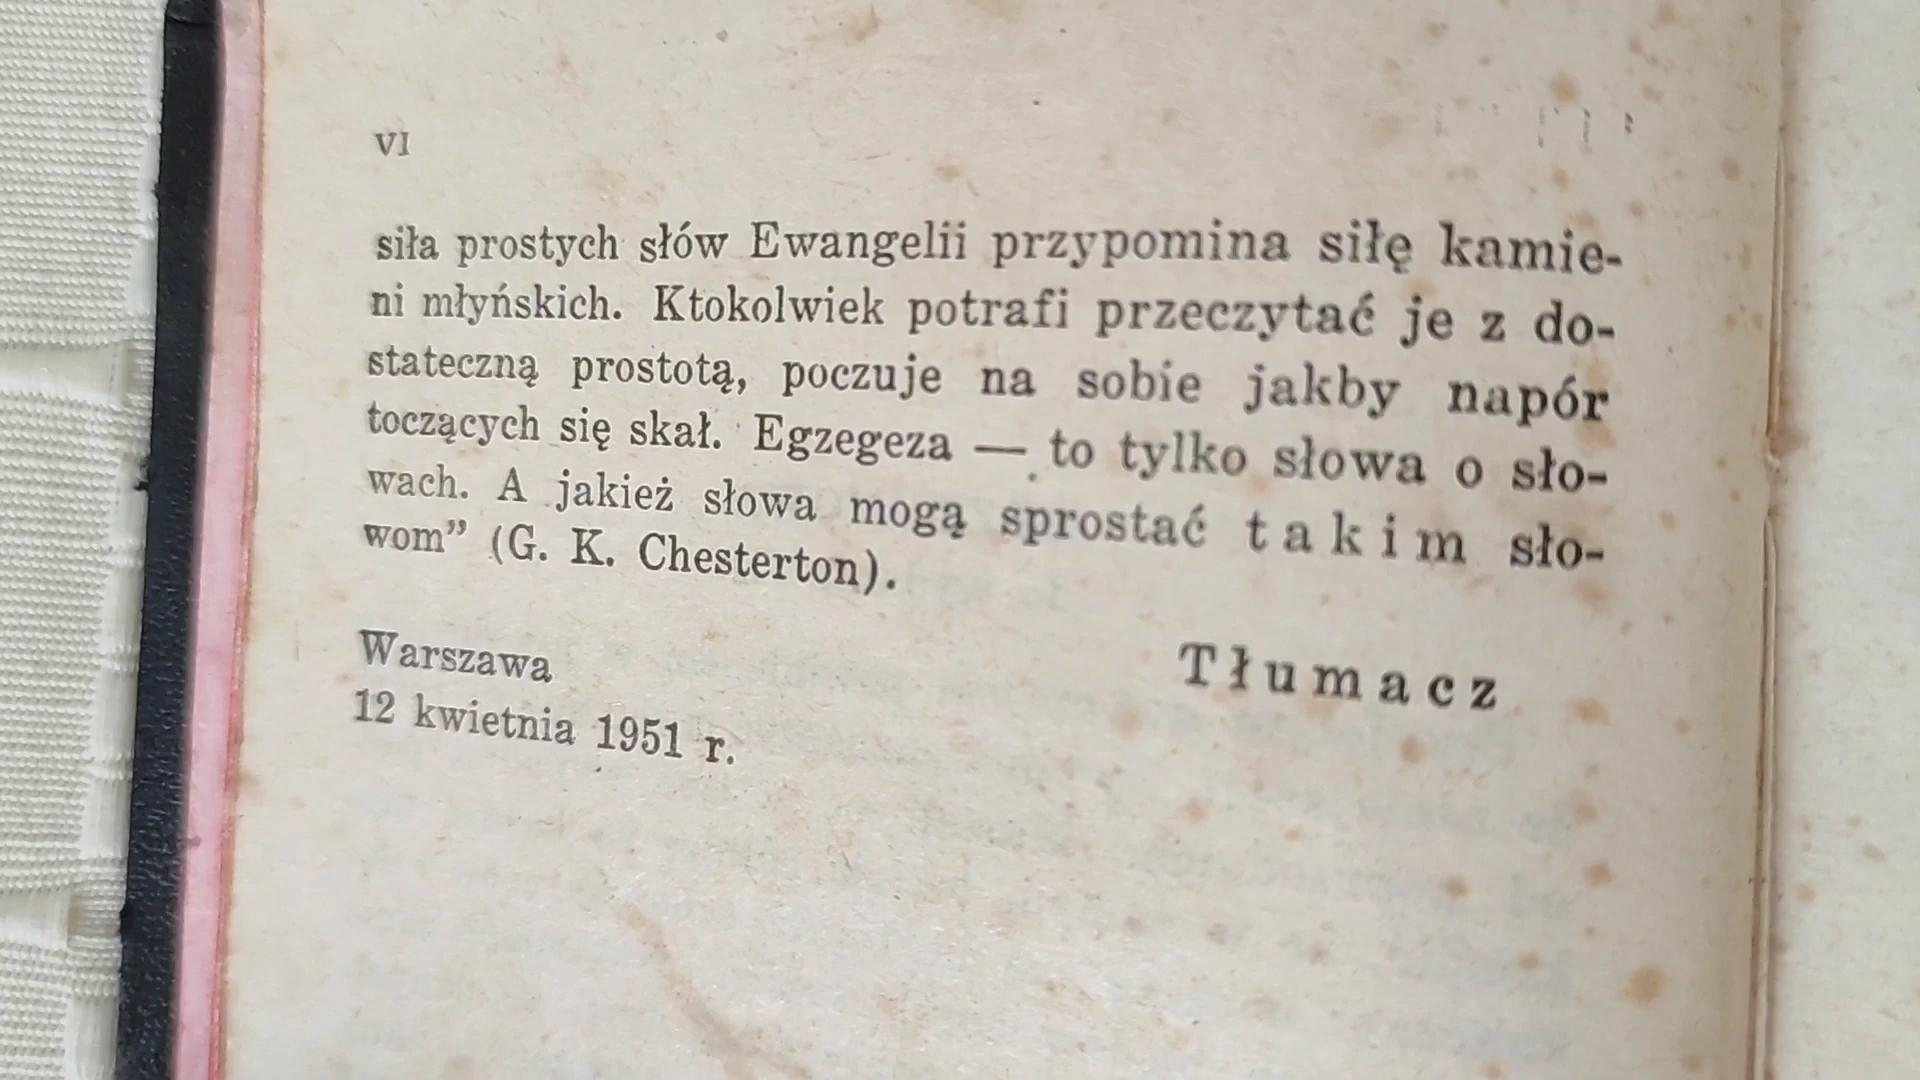 VI
siła prostych słów Ewangelii przypomina siłę kamie-
ni młyńskich. Ktokolwiek potrafi przeczytać je z do-
stateczną prostotą, poczuje na sobie jakby napór
toczących się skał. Egzegeza — to tylko słowa o sło-
wach. A jakież słowa mogą sprostać t a k i m sło-
wom” (G. K. Chesterton).
Warszawa
12 kwietnia 1951 r.
T ł u m a c z